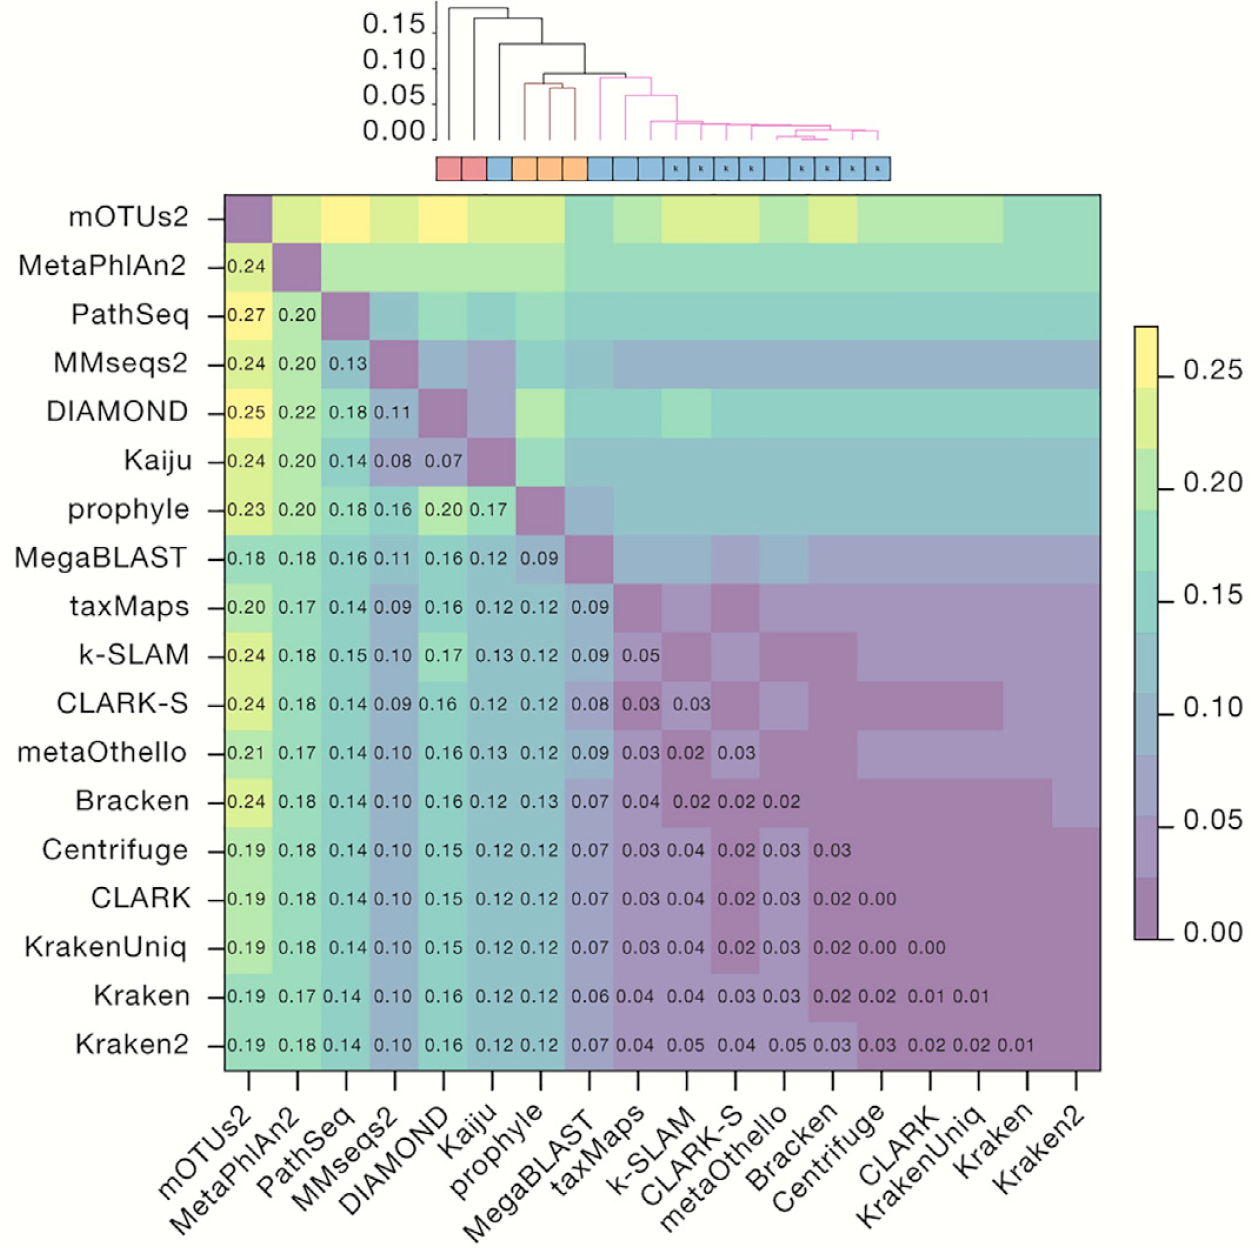 0.15
0.10
0.05
0.00
k k k k k k k k
mOTUs2
MetaPhlAn2 0.24
PathSeq 0.27 0.20
MMseqs2 0.24 0.20 0.13
DIAMOND 0.25 0.22 0.18 0.11
Kaiju 0.24 0.20 0.14 0.08 0.07
prophyle 0.23 0.20 0.18 0.16 0.20 0.17
MegaBLAST 0.18 0.18 0.16 0.11 0.16 0.12 0.09
taxMaps 0.20 0.17 0.14 0.09 0.16 0.12 0.12 0.09
k-SLAM 0.24 0.18 0.15 0.10 0.17 0.13 0.12 0.09 0.05
CLARK-S 0.24 0.18 0.14 0.09 0.16 0.12 0.12 0.08 0.03 0.03
metaOthello 0.21 0.17 0.14 0.10 0.16 0.13 0.12 0.09 0.03 0.02 0.03
Bracken 0.24 0.18 0.14 0.10 0.16 0.12 0.13 0.07 0.04 0.02 0.02 0.02
Centrifuge 0.19 0.18 0.14 0.10 0.15 0.12 0.12 0.07 0.03 0.04 0.02 0.03 0.03
CLARK 0.19 0.18 0.14 0.10 0.15 0.12 0.12 0.07 0.03 0.04 0.02 0.03 0.02 0.00
KrakenUniq 0.19 0.18 0.14 0.10 0.15 0.12 0.12 0.07 0.03 0.04 0.02 0.03 0.02 0.00 0.00
Kraken 0.19 0.17 0.14 0.10 0.16 0.12 0.12 0.06 0.04 0.04 0.03 0.03 0.02 0.02 0.01 0.01
Kraken2 0.19 0.18 0.14 0.10 0.16 0.12 0.12 0.07 0.04 0.05 0.04 0.05 0.03 0.03 0.02 0.02 0.01
0.25
0.20
0.15
0.10
0.05
0.00
mOTUs2
MetaPhlAn2
PathSeq
MMseqs2
DIAMOND
Kaiju
prophyle
MegaBLAST
taxMaps
k-SLAM
CLARK-S
metaOthello
Bracken
Centrifuge
CLARK
KrakenUniq
Kraken
Kraken2